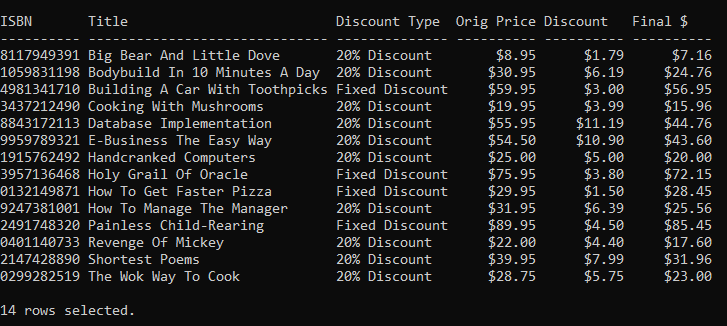 ISBN       Title                          Discount Type  Orig Price Discount   Final $
---------- ------------------------------ -------------- ---------- ---------- ----------
8117949391 Big Bear And Little Dove       20% Discount        $8.95      $1.79      $7.16
1059831198 Bodybuild In 10 Minutes A Day  20% Discount       $30.95      $6.19     $24.76
4981341710 Building A Car With Toothpicks Fixed Discount     $59.95      $3.00     $56.95
3437212490 Cooking With Mushrooms         20% Discount       $19.95      $3.99     $15.96
8843172113 Database Implementation        20% Discount       $55.95     $11.19     $44.76
9959789321 E-Business The Easy Way        20% Discount       $54.50     $10.90     $43.60
1915762492 Handcranked Computers          20% Discount       $25.00      $5.00     $20.00
3957136468 Holy Grail Of Oracle           Fixed Discount     $75.95      $3.80     $72.15
0132149871 How To Get Faster Pizza        Fixed Discount     $29.95      $1.50     $28.45
9247381001 How To Manage The Manager      20% Discount       $31.95      $6.39     $25.56
2491748320 Painless Child-Rearing         Fixed Discount     $89.95      $4.50     $85.45
0401140733 Revenge Of Mickey              20% Discount       $22.00      $4.40     $17.60
2147428890 Shortest Poems                 20% Discount       $39.95      $7.99     $31.96
0299282519 The Wok Way To Cook            20% Discount       $28.75      $5.75     $23.00
14 rows selected.